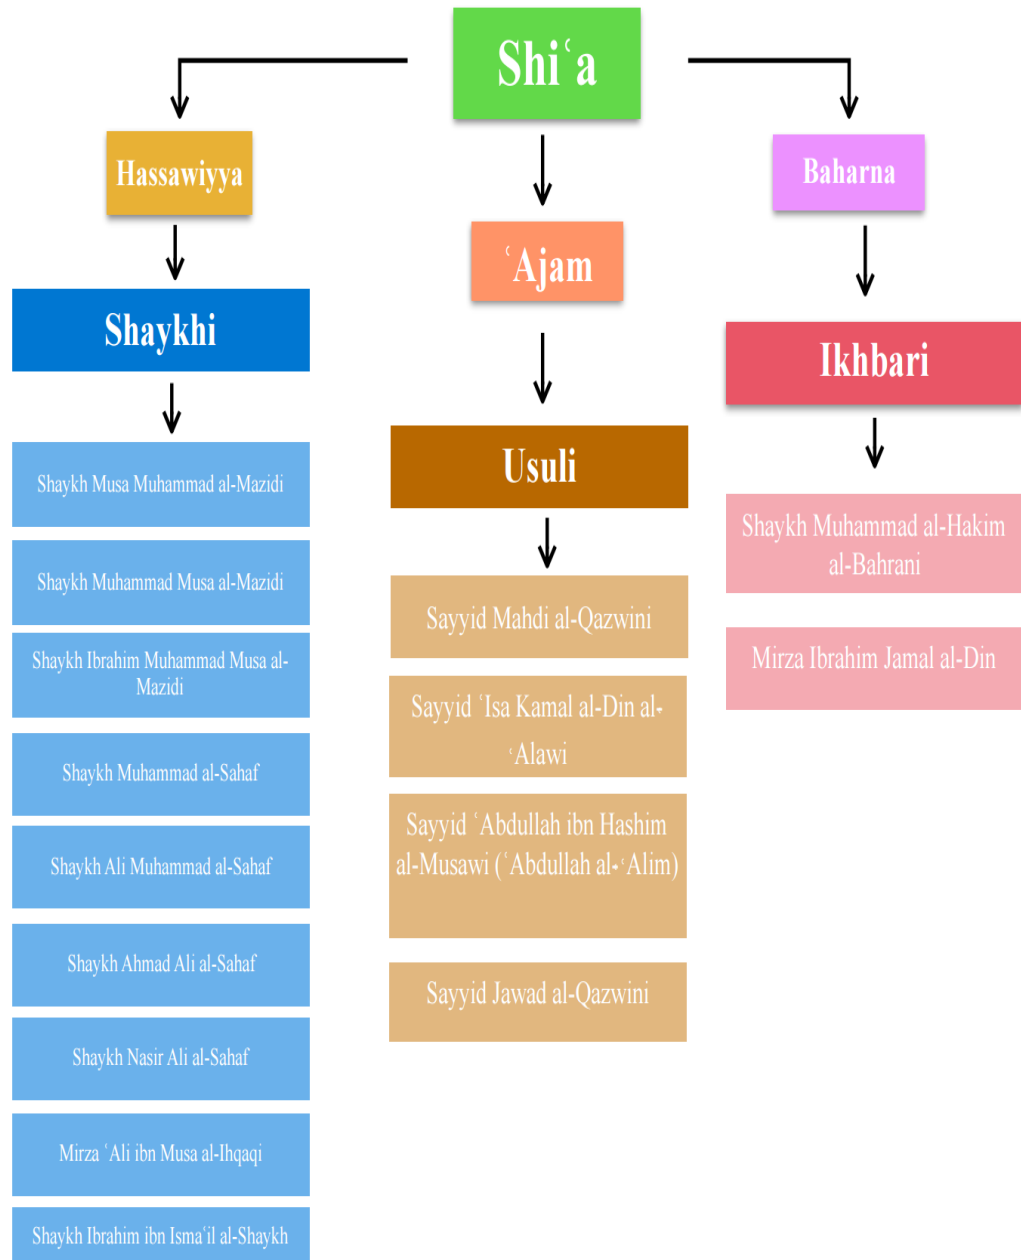 Shiʿa
Hassawiyya
Baharna
ʿAjam
Shaykhi
Ikhbari
Usuli
Shaykh Musa Muhammad al-Mazidi
Shaykh Muhammad Musa al-Mazidi
Shaykh Ibrahim Muhammad Musa al-
Mazidi
Shaykh Muhammad al-Sahaf
Shaykh Ali Muhammad al-Sahaf
Shaykh Ahmad Ali al-Sahaf
Shaykh Nasir Ali al-Sahaf
Mirza ʿAli ibn Musa al-Ihqaqi
Shaykh Ibrahim ibn Ismaʿil al-Shaykh
Sayyid Mahdi al-Qazwini
Sayyid ʿIsa Kamal al-Din al-
ʿAlawi
Sayyid ʿAbdullah ibn Hashim
al-Musawi (ʿAbdullah al-ʿAlim)
Sayyid Jawad al-Qazwini
Shaykh Muhammad al-Hakim
al-Bahrani
Mirza Ibrahim Jamal al-Din